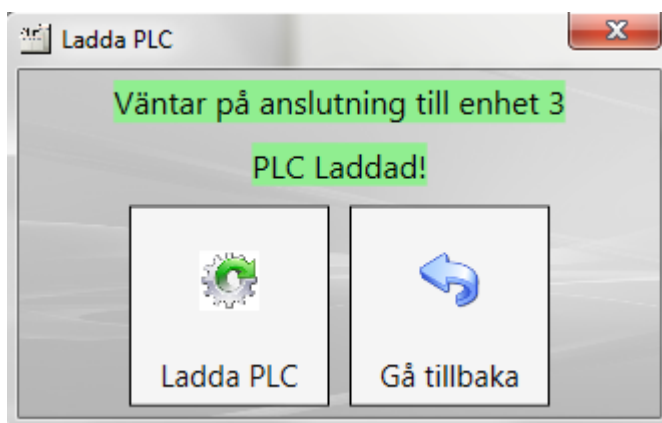 Ladda PLC
Väntar på anslutning till enhet 3
PLC Laddad!
Ladda PLC
Gå tillbaka